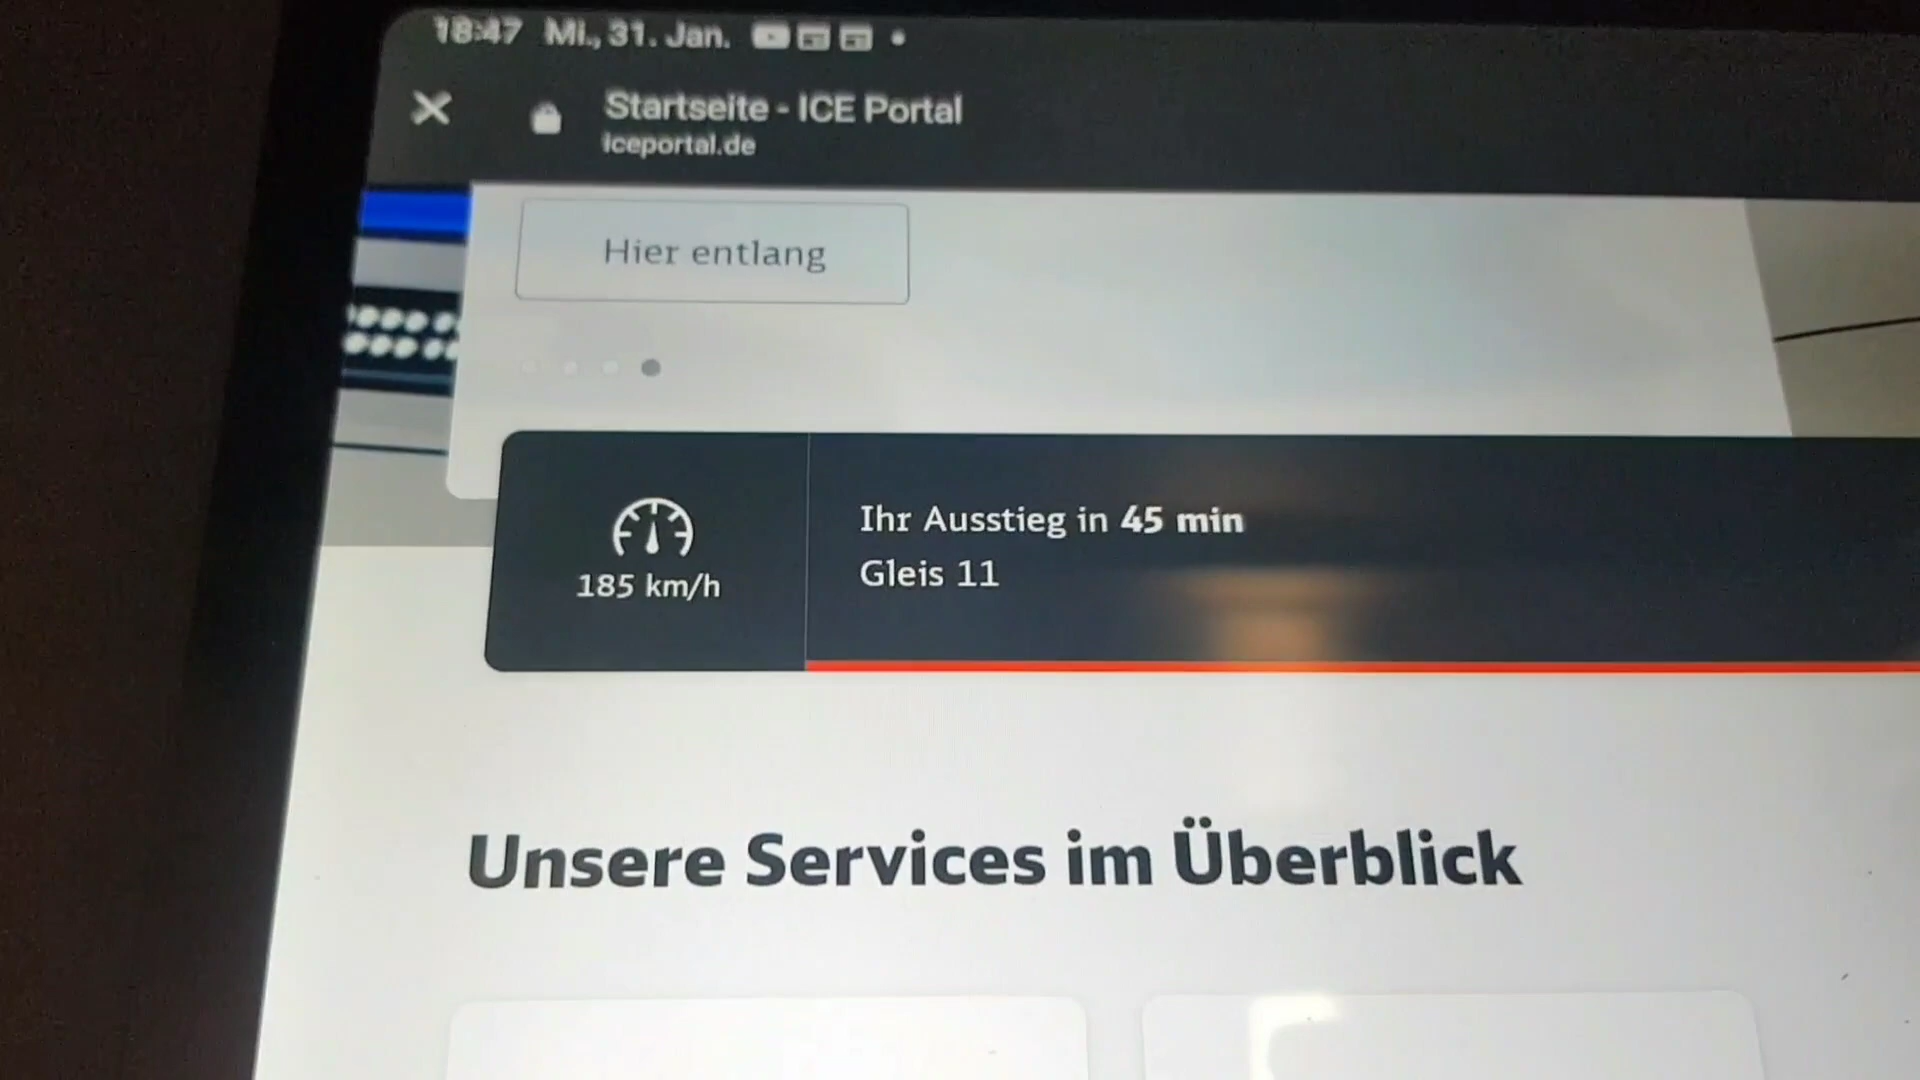 18:47 Mi., 31. Jan.
Startseite - ICE Portal
iceportal.de
Hier entlang
185 km/h
Ihr Ausstieg in 45 min
Gleis 11
Unsere Services im Überblick